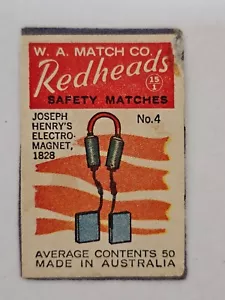 W. A. MATCH CO.
Redheads
15
1
SAFETY MATCHES
JOSEPH
HENRY'S
ELECTRO-
MAGNET,
1828
No.4
AVERAGE CONTENTS 50
MADE IN AUSTRALIA